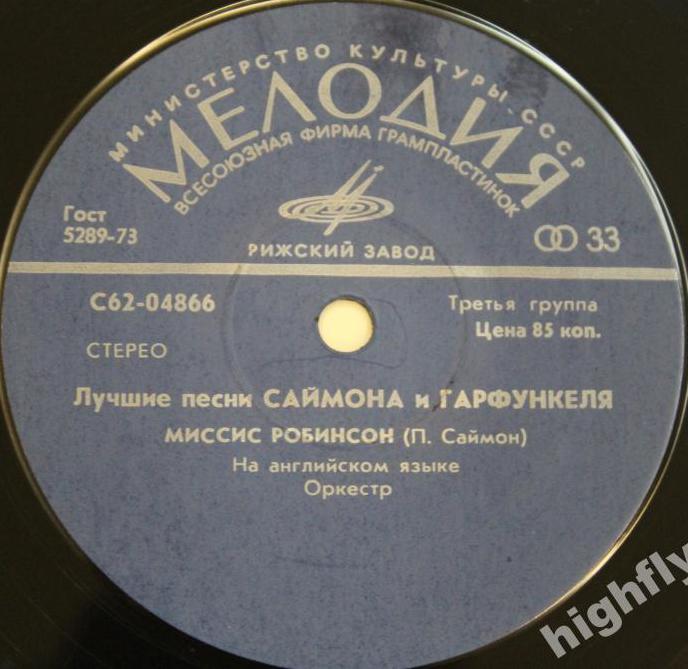 МИНИСТЕРСТВО КУЛЬТУРЫ СССР
МЕЛОДИЯ
ВСЕСОЮЗНАЯ ФИРМА ГРАМПЛАСТИНОК
Гост
5289-73
33
РИЖСКИЙ ЗАВОД
С62-04866
Третья группа
Цена 85 коп.
СТЕРЕО
Лучшие песни САЙМОНА и ГАРФУНКЕЛЯ
МИССИС РОБИНСОН (П. Саймон)
На английском языке
Оркестр
highfly